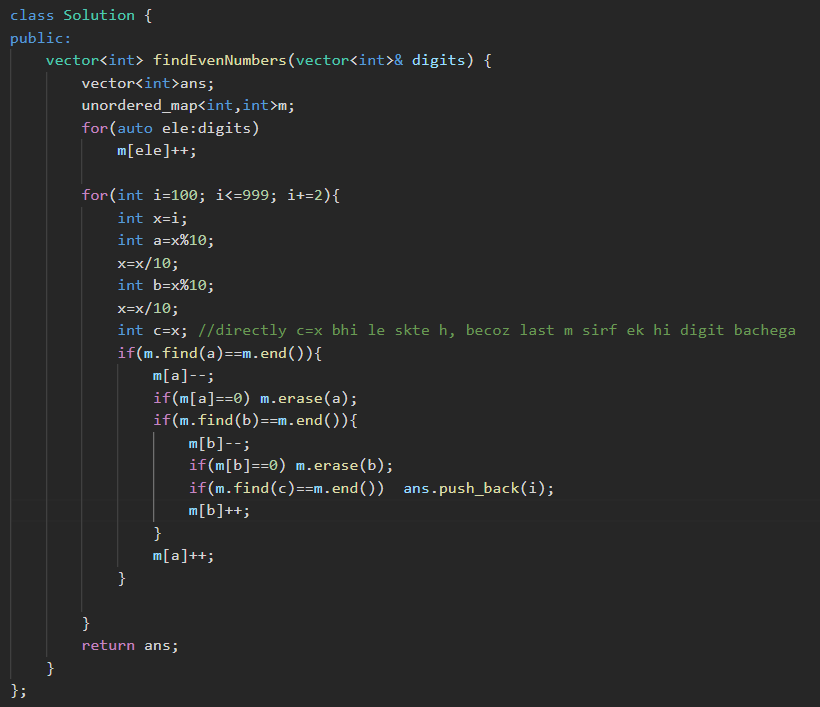 class Solution {
public:
    vector<int> findEvenNumbers(vector<int>& digits) {
        vector<int>ans;
        unordered_map<int,int>m;
        for(auto ele:digits)
            m[ele]++;

        for(int i=100; i<=999; i+=2){
            int x=i;
            int a=x%10;
            x=x/10;
            int b=x%10;
            x=x/10;
            int c=x; //directly c=x bhi le skte h, becoz last m sirf ek hi digit bachega
            if(m.find(a)==m.end()){
                m[a]--;
                if(m[a]==0) m.erase(a);
                if(m.find(b)==m.end()){
                    m[b]--;
                    if(m[b]==0) m.erase(b);
                    if(m.find(c)==m.end())  ans.push_back(i);
                    m[b]++;
                }
                m[a]++;
            }

        }
        return ans;
    }
};